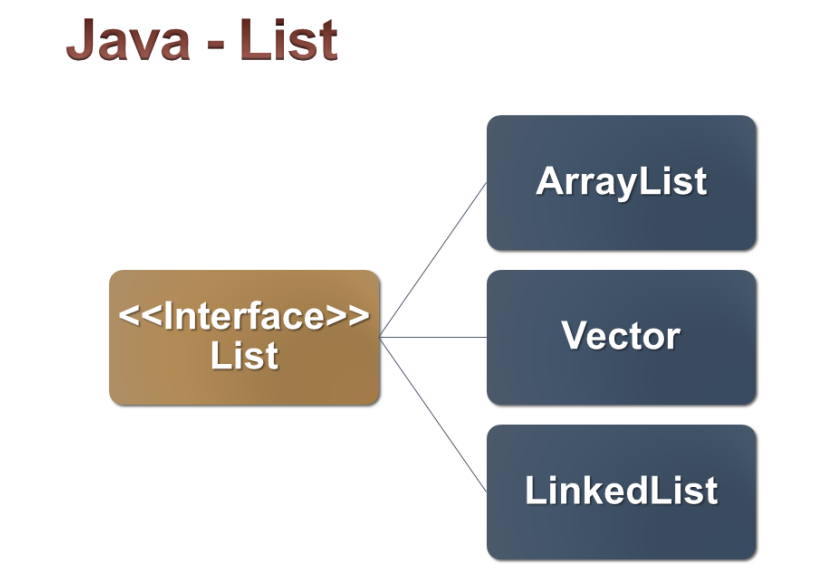 Java - List
ArrayList
<<Interface>>
List
Vector
LinkedList